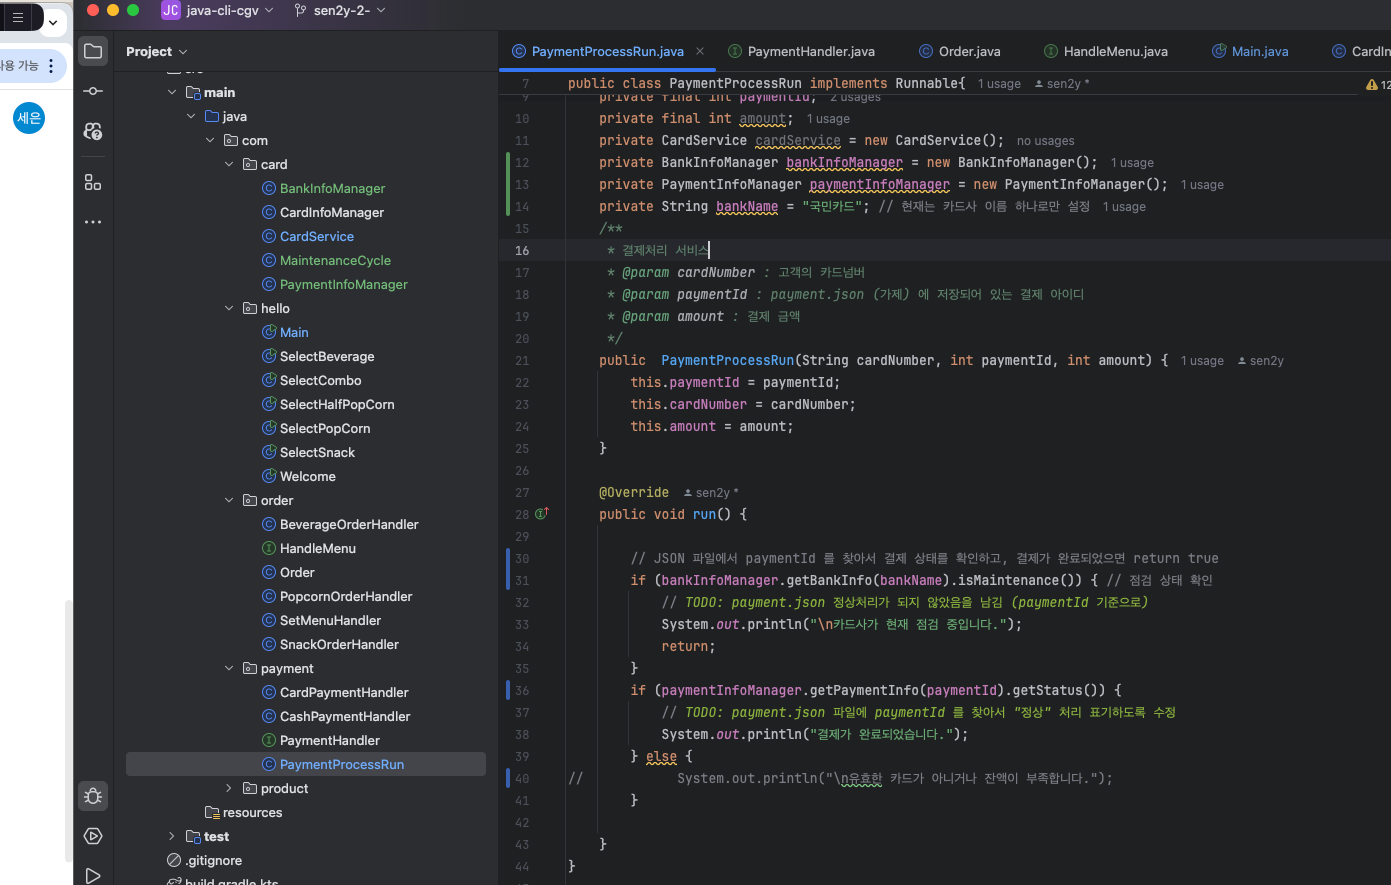 JC java-cli-cgv sen2y-2-
사용 가능
세은
Project
main
java
com
card
BankInfoManager
CardInfoManager
CardService
MaintenanceCycle
PaymentInfoManager
hello
Main
SelectBeverage
SelectCombo
SelectHalfPopCorn
SelectPopCorn
SelectSnack
Welcome
order
BeverageOrderHandler
HandleMenu
Order
PopcornOrderHandler
SetMenuHandler
SnackOrderHandler
payment
CardPaymentHandler
CashPaymentHandler
PaymentHandler
PaymentProcessRun
product
resources
test
.gitignore
build.gradle.kts
PaymentProcessRun.java PaymentHandler.java Order.java HandleMenu.java Main.java CardIn
7 public class PaymentProcessRun implements Runnable{ 1 usage sen2y * 12
9 private final int paymentId; 2 usages
10 private final int amount; 1 usage
11 private CardService cardService = new CardService(); no usages
12 private BankInfoManager bankInfoManager = new BankInfoManager(); 1 usage
13 private PaymentInfoManager paymentInfoManager = new PaymentInfoManager(); 1 usage
14 private String bankName = "국민카드"; // 현재는 카드사 이름 하나로만 설정 1 usage
15 /**
16 * 결제처리 서비스
17 * @param cardNumber : 고객의 카드넘버
18 * @param paymentId : payment.json (가제) 에 저장되어 있는 결제 아이디
19 * @param amount : 결제 금액
20 */
21 public PaymentProcessRun(String cardNumber, int paymentId, int amount) { 1 usage sen2y
22 this.paymentId = paymentId;
23 this.cardNumber = cardNumber;
24 this.amount = amount;
25 }
26
27 @Override sen2y *
28 public void run() {
29
30 // JSON 파일에서 paymentId 를 찾아서 결제 상태를 확인하고, 결제가 완료되었으면 return true
31 if (bankInfoManager.getBankInfo(bankName).isMaintenance()) { // 점검 상태 확인
32 // TODO: payment.json 정상처리가 되지 않았음을 남김 (paymentId 기준으로)
33 System.out.println("\n카드사가 현재 점검 중입니다.");
34 return;
35 }
36 if (paymentInfoManager.getPaymentInfo(paymentId).getStatus()) {
37 // TODO: payment.json 파일에 paymentId 를 찾아서 "정상" 처리 표기하도록 수정
38 System.out.println("결제가 완료되었습니다.");
39 } else {
40 // System.out.println("\n유효한 카드가 아니거나 잔액이 부족합니다.");
41 }
42
43 }
44 }